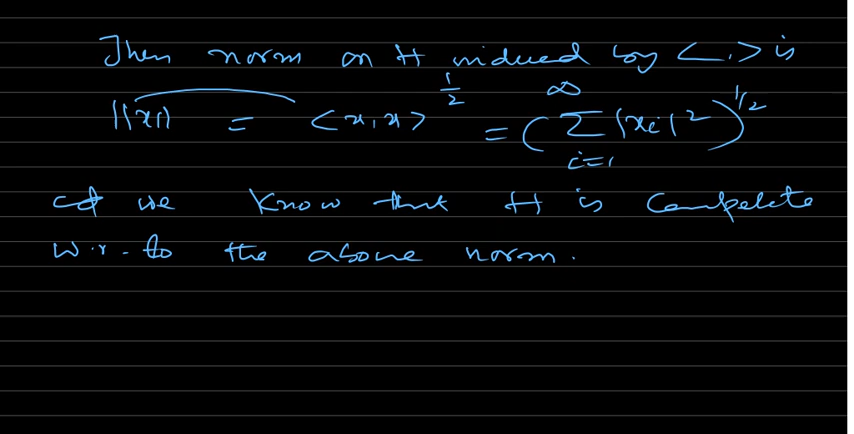 Then norm on H induced by <.,.> is
||x|| = <x,x>^{1/2} = (∑_{i=1}^{∞} |x_i|^2)^{1/2}
we know that H is complete
w.r. to the above norm.